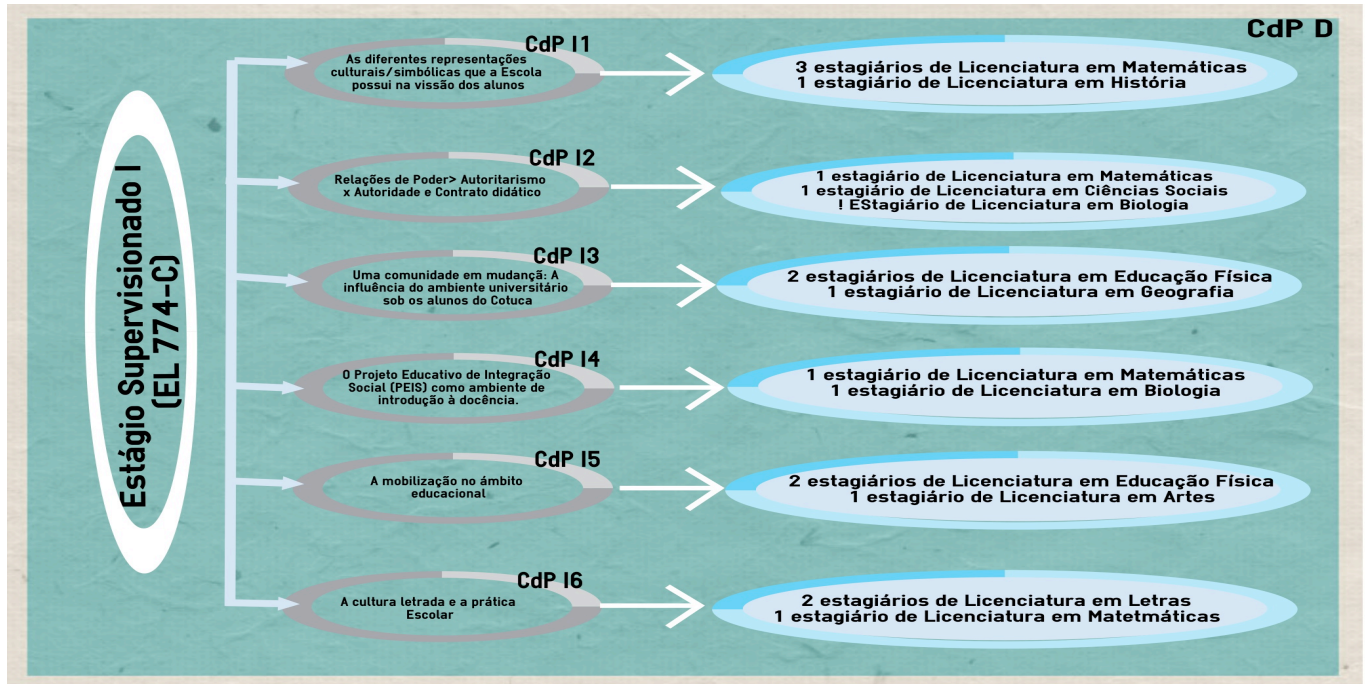 CdP D
Estágio Supervisionado I
(EL 774-C)
CdP I1
As diferentes representações
culturais/simbólicas que a Escola
possui na vissão dos alunos
3 estagiários de Licenciatura em Matemáticas
1 estagiário de Licenciatura em História
CdP I2
Relações de Poder> Autoritarismo
x Autoridade e Contrato didático
1 estagiário de Licenciatura em Matemáticas
1 estagiário de Licenciatura em Ciências Sociais
! EStagiário de Licenciatura em Biologia
CdP I3
Uma comunidade em mudançã: A
influência do ambiente universitário
sob os alunos do Cotuca
2 estagiários de Licenciatura em Educação Física
1 estagiário de Licenciatura em Geografia
CdP I4
O Projeto Educativo de Integração
Social (PEIS) como ambiente de
introdução à docência.
1 estagiário de Licenciatura em Matemáticas
1 estagiário de Licenciatura em Biologia
CdP I5
A mobilização no ámbito
educacional
2 estagiários de Licenciatura em Educação Física
1 estagiário de Licenciatura em Artes
CdP I6
A cultura letrada e a prática
Escolar
2 estagiários de Licenciatura em Letras
1 estagiário de Licenciatura em Matetmáticas